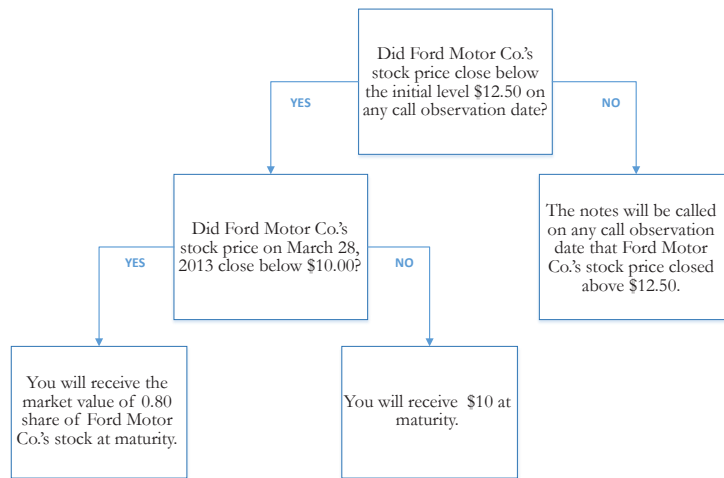 Did Ford Motor Co.'s
stock price close below
the initial level $12.50 on
any call observation date?
YES
NO
Did Ford Motor Co.'s
stock price on March 28,
2013 close below $10.00?
The notes will be called
on any call observation
date that Ford Motor
Co.'s stock price closed
above $12.50.
YES
NO
You will receive the
market value of 0.80
share of Ford Motor
Co.'s stock at maturity.
You will receive $10 at
maturity.